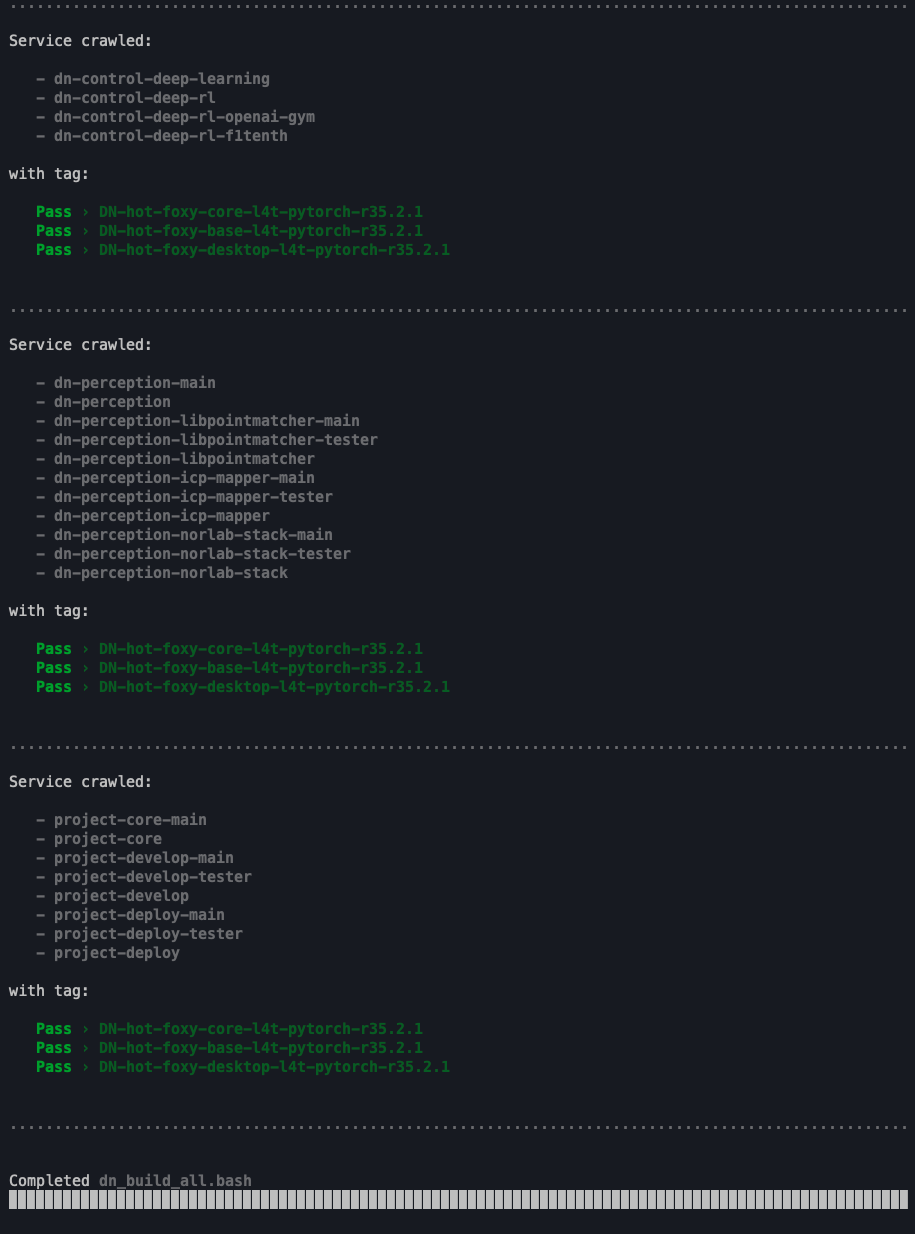 Service crawled:
– dn-control-deep-learning
– dn-control-deep-rl
– dn-control-deep-rl-openai-gym
– dn-control-deep-rl-f1tenth
with tag:
Pass › DN-hot-foxy-core-l4t-pytorch-r35.2.1
Pass › DN-hot-foxy-base-l4t-pytorch-r35.2.1
Pass › DN-hot-foxy-desktop-l4t-pytorch-r35.2.1
Service crawled:
– dn-perception-main
– dn-perception
– dn-perception-libpointmatcher-main
– dn-perception-libpointmatcher-tester
– dn-perception-libpointmatcher
– dn-perception-icp-mapper-main
– dn-perception-icp-mapper-tester
– dn-perception-icp-mapper
– dn-perception-norlab-stack-main
– dn-perception-norlab-stack-tester
– dn-perception-norlab-stack
with tag:
Pass › DN-hot-foxy-core-l4t-pytorch-r35.2.1
Pass › DN-hot-foxy-base-l4t-pytorch-r35.2.1
Pass › DN-hot-foxy-desktop-l4t-pytorch-r35.2.1
Service crawled:
– project-core-main
– project-core
– project-develop-main
– project-develop-tester
– project-develop
– project-deploy-main
– project-deploy-tester
– project-deploy
with tag:
Pass › DN-hot-foxy-core-l4t-pytorch-r35.2.1
Pass › DN-hot-foxy-base-l4t-pytorch-r35.2.1
Pass › DN-hot-foxy-desktop-l4t-pytorch-r35.2.1
Completed dn_build_all.bash